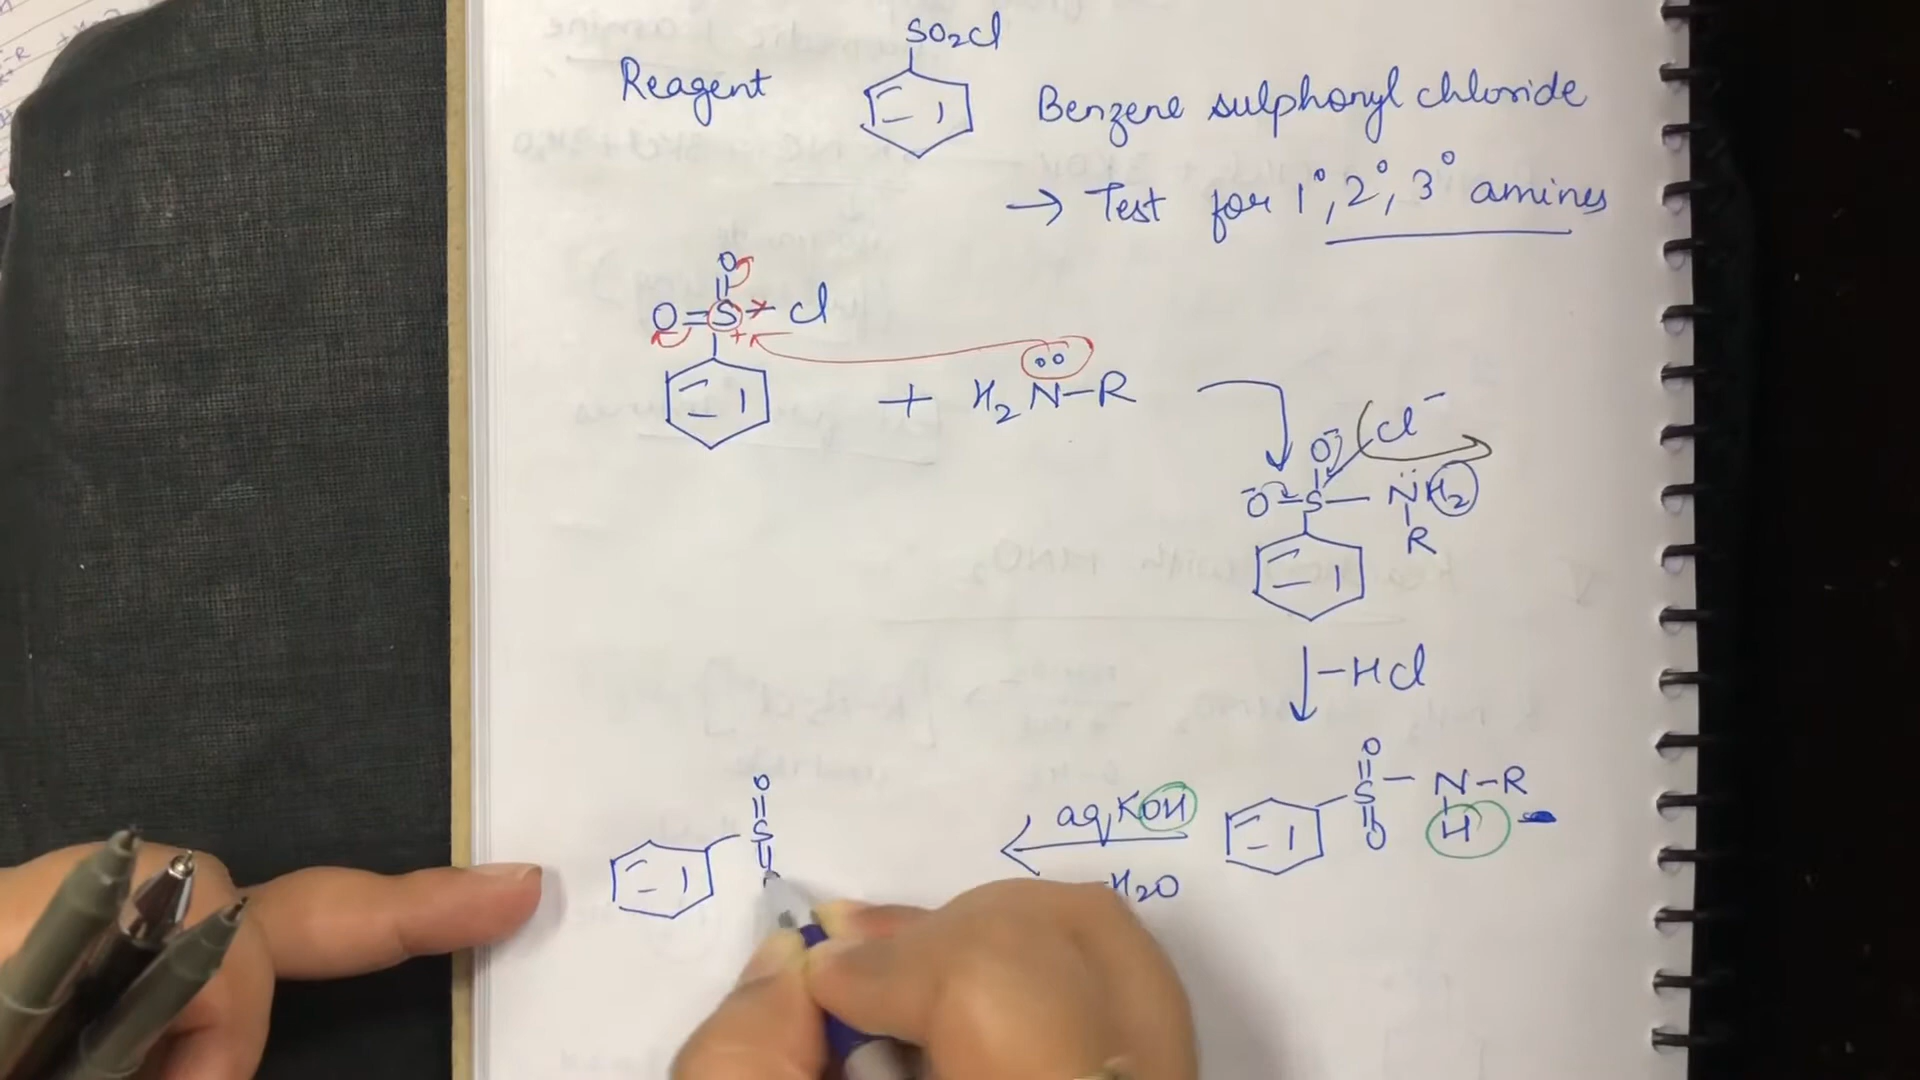 SO2Cl
Reagent Benzene sulphonyl chloride
→ Test for 1°, 2°, 3° amines
O
O=S+-Cl
+ H2N-R
Cl⁻
O⁻
⁻O-S-NH2
R
-HCl
O
S-N-R
O H
aq KOH
-H2O
O
S